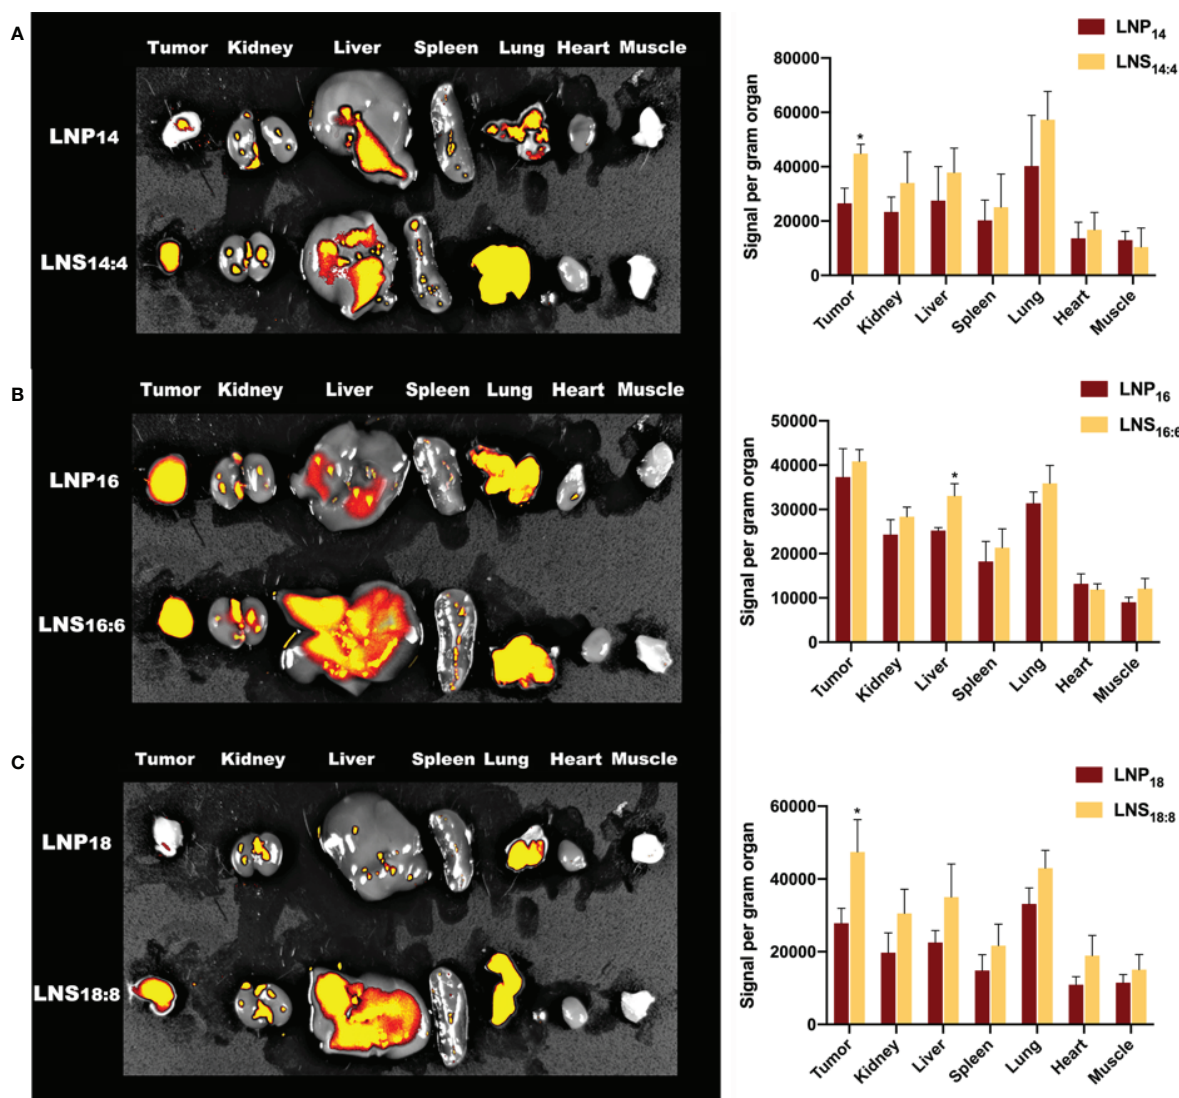 A
Tumor Kidney Liver Spleen Lung Heart Muscle
LNP14
LNS14:4
LNP14
LNS14:4
Signal per gram organ
80000
60000
40000
20000
0
*
Tumor Kidney Liver Spleen Lung Heart Muscle
B
Tumor Kidney Liver Spleen Lung Heart Muscle
LNP16
LNS16:6
LNP16
LNS16:6
Signal per gram organ
50000
40000
30000
20000
10000
0
*
Tumor Kidney Liver Spleen Lung Heart Muscle
C
Tumor Kidney Liver Spleen Lung Heart Muscle
LNP18
LNS18:8
LNP18
LNS18:8
Signal per gram organ
60000
40000
20000
0
*
Tumor Kidney Liver Spleen Lung Heart Muscle